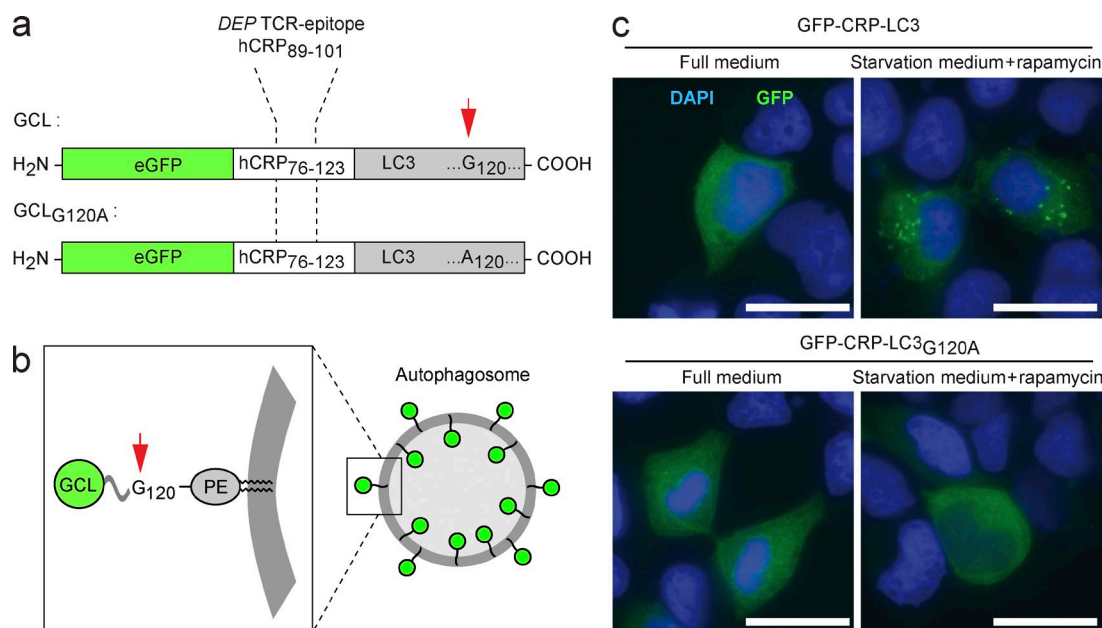 a
DEP TCR-epitope
hCRP89-101
GCL :
H2N
eGFP
hCRP76-123
LC3
...G120...
COOH
GCLG120A :
H2N
eGFP
hCRP76-123
LC3
...A120...
COOH
b
GCL
G120
PE
Autophagosome
c
GFP-CRP-LC3
Full medium
Starvation medium+rapamycin
DAPI
GFP
GFP-CRP-LC3G120A
Full medium
Starvation medium+rapamycin